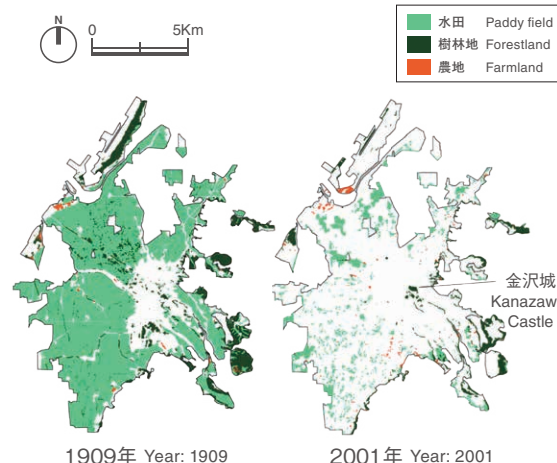 N
0 5Km
水田 Paddy field
樹林地 Forestland
農地 Farmland
金沢城
Kanazaw
Castle
1909年 Year: 1909
2001年 Year: 2001